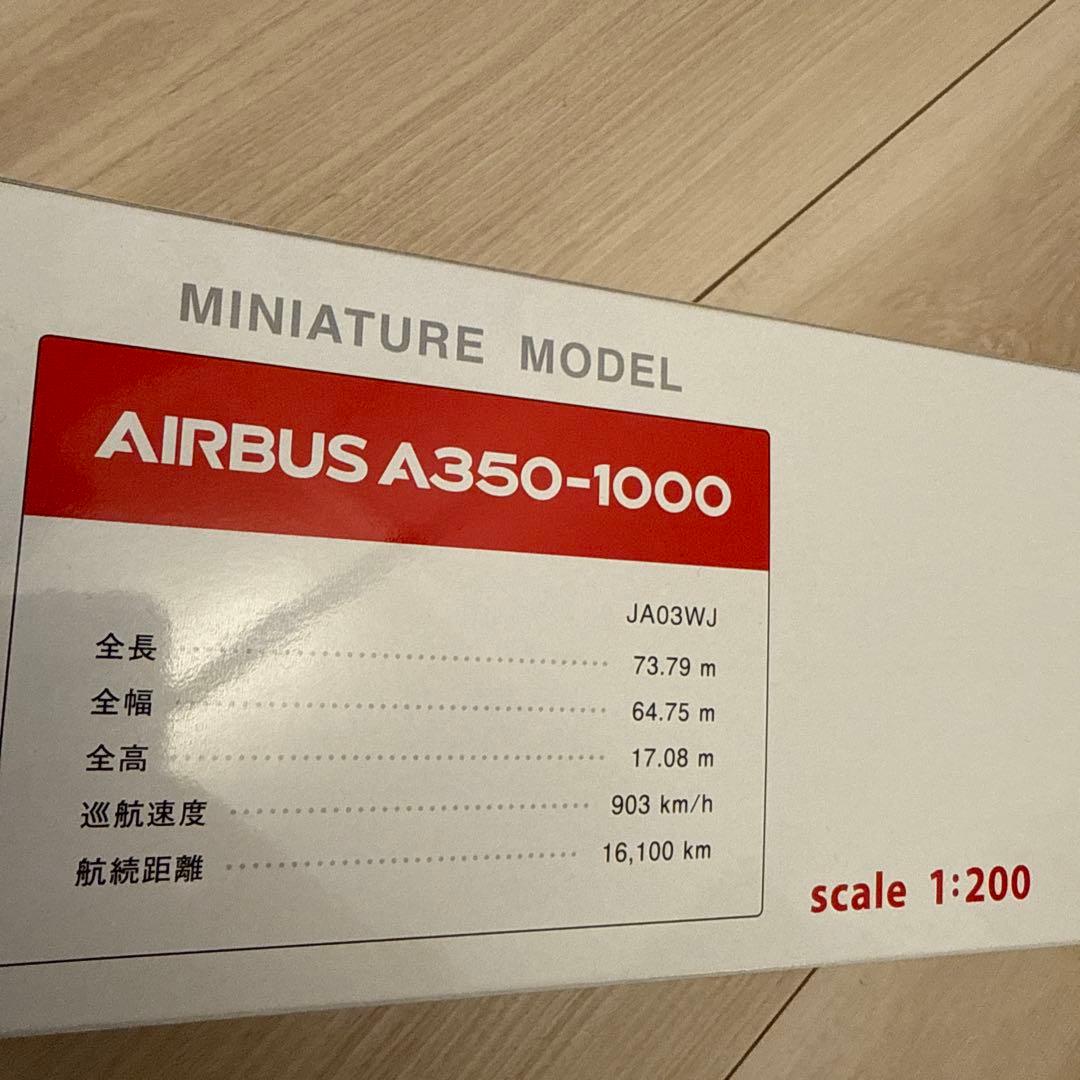 MINIATURE MODEL
AIRBUS A350-1000
JA03WJ
全長 73.79 m
全幅 64.75 m
全高 17.08 m
巡航速度 903 km/h
航続距離 16,100 km
scale 1:200